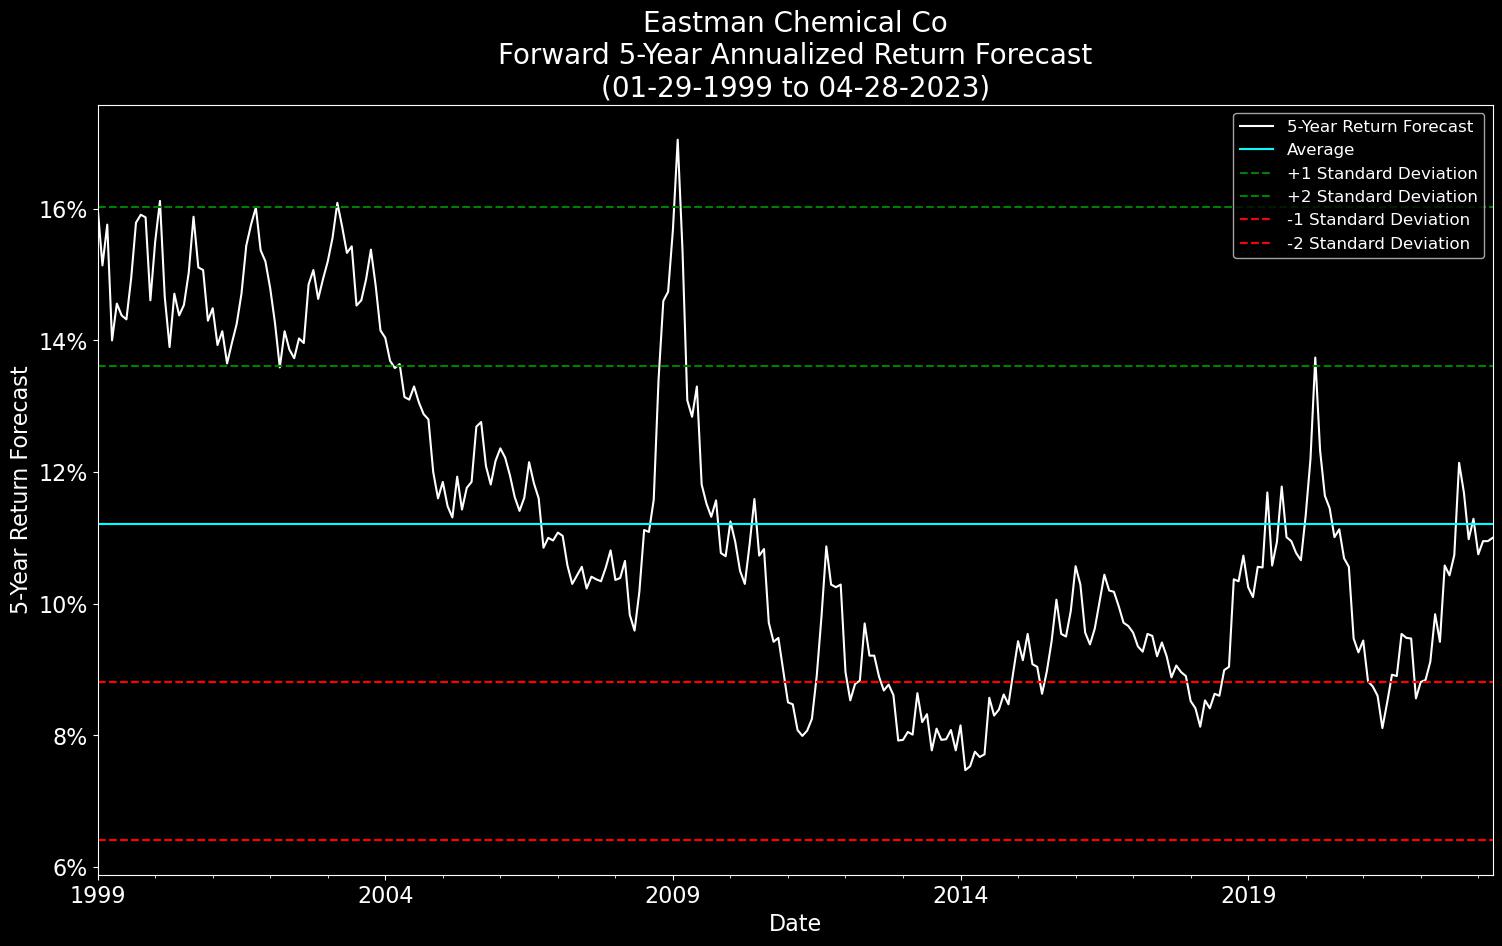 Eastman Chemical Co
Forward 5-Year Annualized Return Forecast
(01-29-1999 to 04-28-2023)
5-Year Return Forecast
Average
+1 Standard Deviation
+2 Standard Deviation
-1 Standard Deviation
-2 Standard Deviation
16%
14%
12%
10%
8%
6%
5-Year Return Forecast
1999
2004
2009
2014
2019
Date